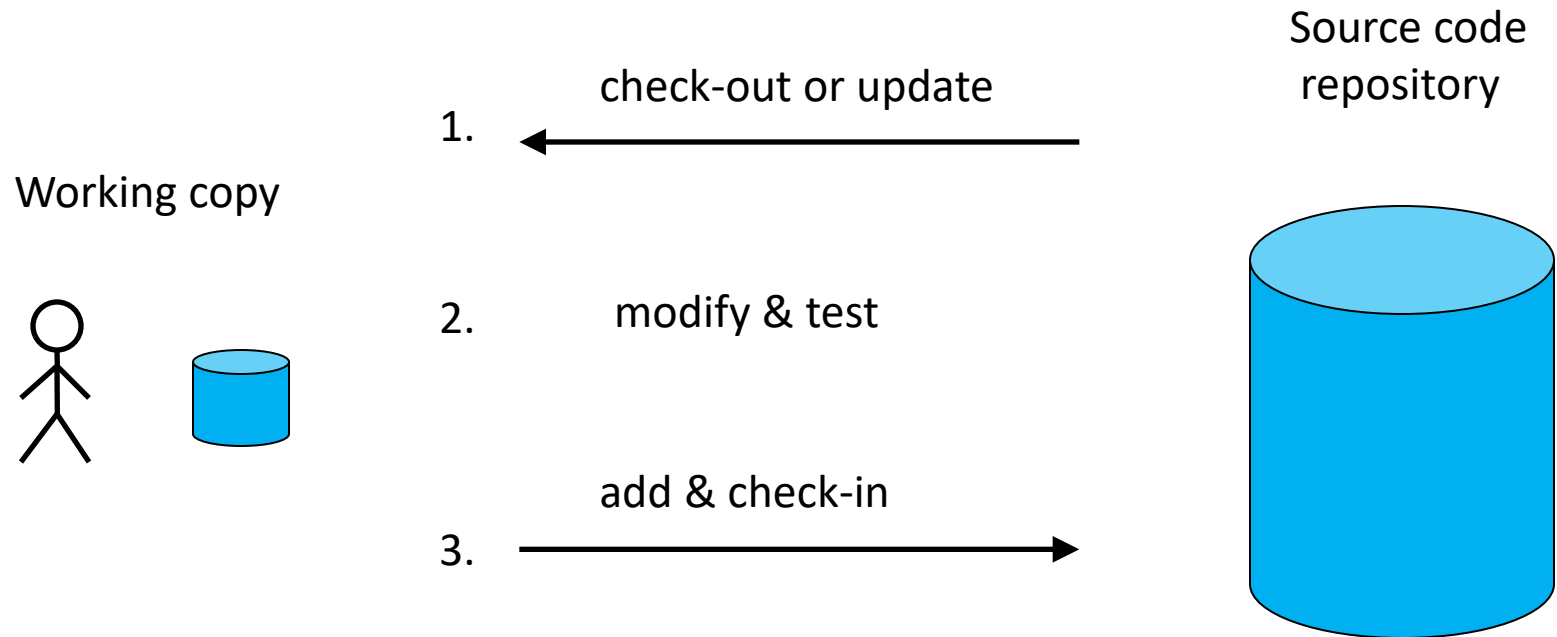 Source code
repository
check-out or update
1.
Working copy
2.
modify & test
add & check-in
3.